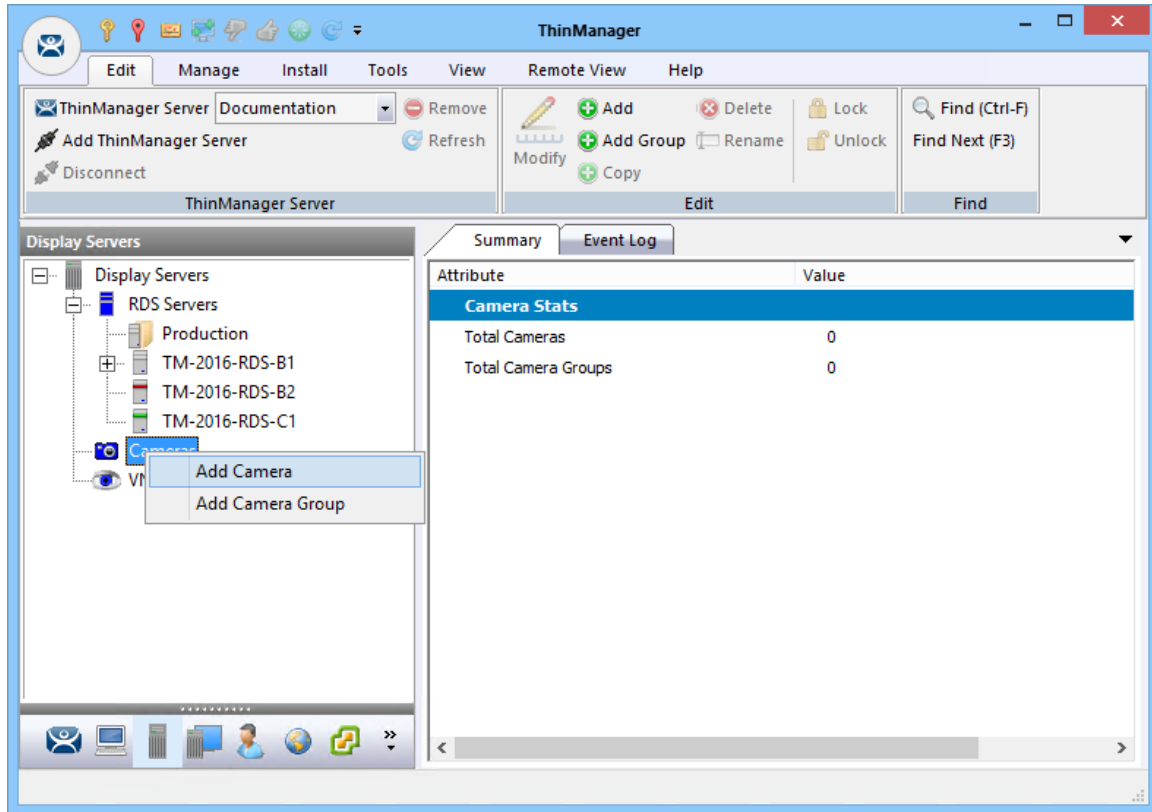 ThinManager
Edit Manage Install Tools View Remote View Help
ThinManager Server Documentation Remove Add Delete Lock Find (Ctrl-F)
Add ThinManager Server Refresh Modify Add Group Rename Unlock Find Next (F3)
Disconnect Copy
ThinManager Server Edit Find
Display Servers
Display Servers
RDS Servers
Production
TM-2016-RDS-B1
TM-2016-RDS-B2
TM-2016-RDS-C1
Cameras
Add Camera
Add Camera Group
Summary Event Log
Attribute Value
Camera Stats
Total Cameras 0
Total Camera Groups 0